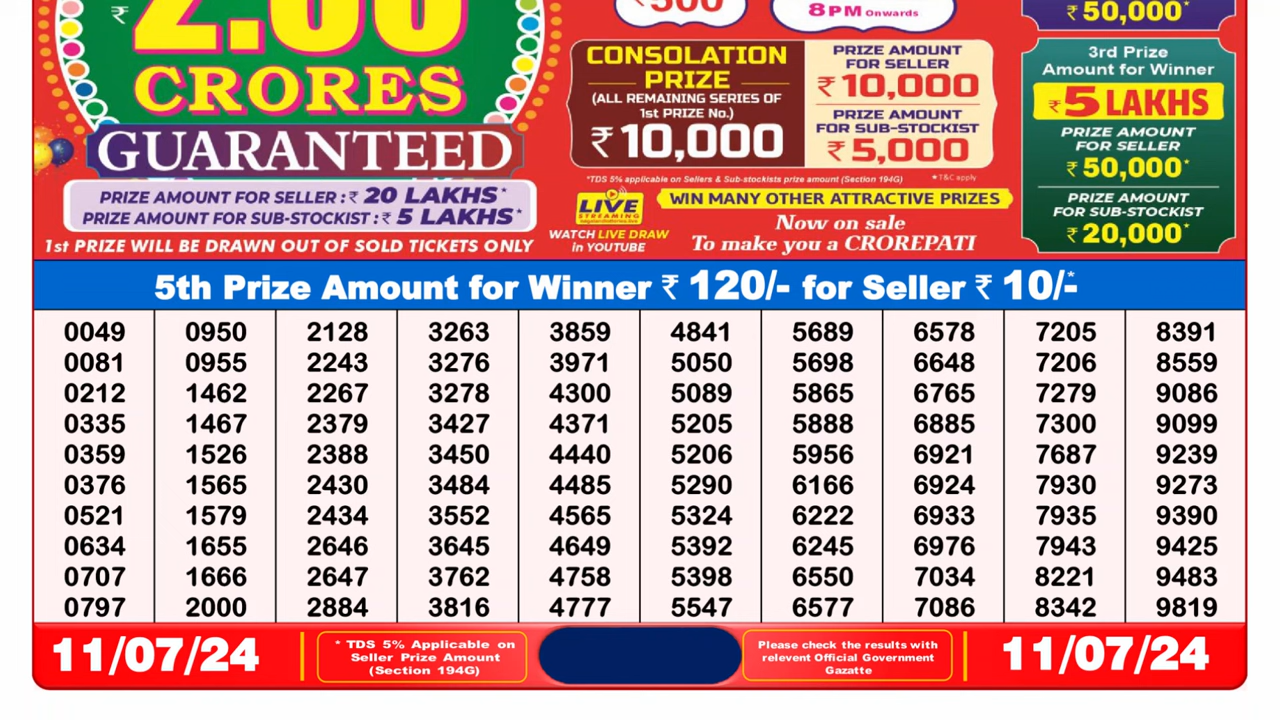 ₹ 2.00
CRORES
GUARANTEED
PRIZE AMOUNT FOR SELLER :₹ 20 LAKHS*
PRIZE AMOUNT FOR SUB-STOCKIST :₹ 5 LAKHS*
1st PRIZE WILL BE DRAWN OUT OF SOLD TICKETS ONLY
₹500
8PM Onwards
CONSOLATION
PRIZE
(ALL REMAINING SERIES OF
1st PRIZE No.)
₹10,000
PRIZE AMOUNT
FOR SELLER
₹10,000
PRIZE AMOUNT
FOR SUB-STOCKIST
₹5,000
*TDS 5% applicable on Sellers & Sub-stockists prize amount (Section 194G)
*T&C apply
LIVE
STREAMING
WATCH LIVE DRAW
in YOUTUBE
WIN MANY OTHER ATTRACTIVE PRIZES
Now on sale
To make you a CROREPATI
₹50,000*
3rd Prize
Amount for Winner
₹5 LAKHS
PRIZE AMOUNT
FOR SELLER
₹50,000*
PRIZE AMOUNT
FOR SUB-STOCKIST
₹20,000*
5th Prize Amount for Winner ₹ 120/- for Seller ₹ 10/-*
0049 0950 2128 3263 3859 4841 5689 6578 7205 8391
0081 0955 2243 3276 3971 5050 5698 6648 7206 8559
0212 1462 2267 3278 4300 5089 5865 6765 7279 9086
0335 1467 2379 3427 4371 5205 5888 6885 7300 9099
0359 1526 2388 3450 4440 5206 5956 6921 7687 9239
0376 1565 2430 3484 4485 5290 6166 6924 7930 9273
0521 1579 2434 3552 4565 5324 6222 6933 7935 9390
0634 1655 2646 3645 4649 5392 6245 6976 7943 9425
0707 1666 2647 3762 4758 5398 6550 7034 8221 9483
0797 2000 2884 3816 4777 5547 6577 7086 8342 9819
11/07/24
* TDS 5% Applicable on
Seller Prize Amount
(Section 194G)
Please check the results with
relevent Official Government
Gazatte
11/07/24